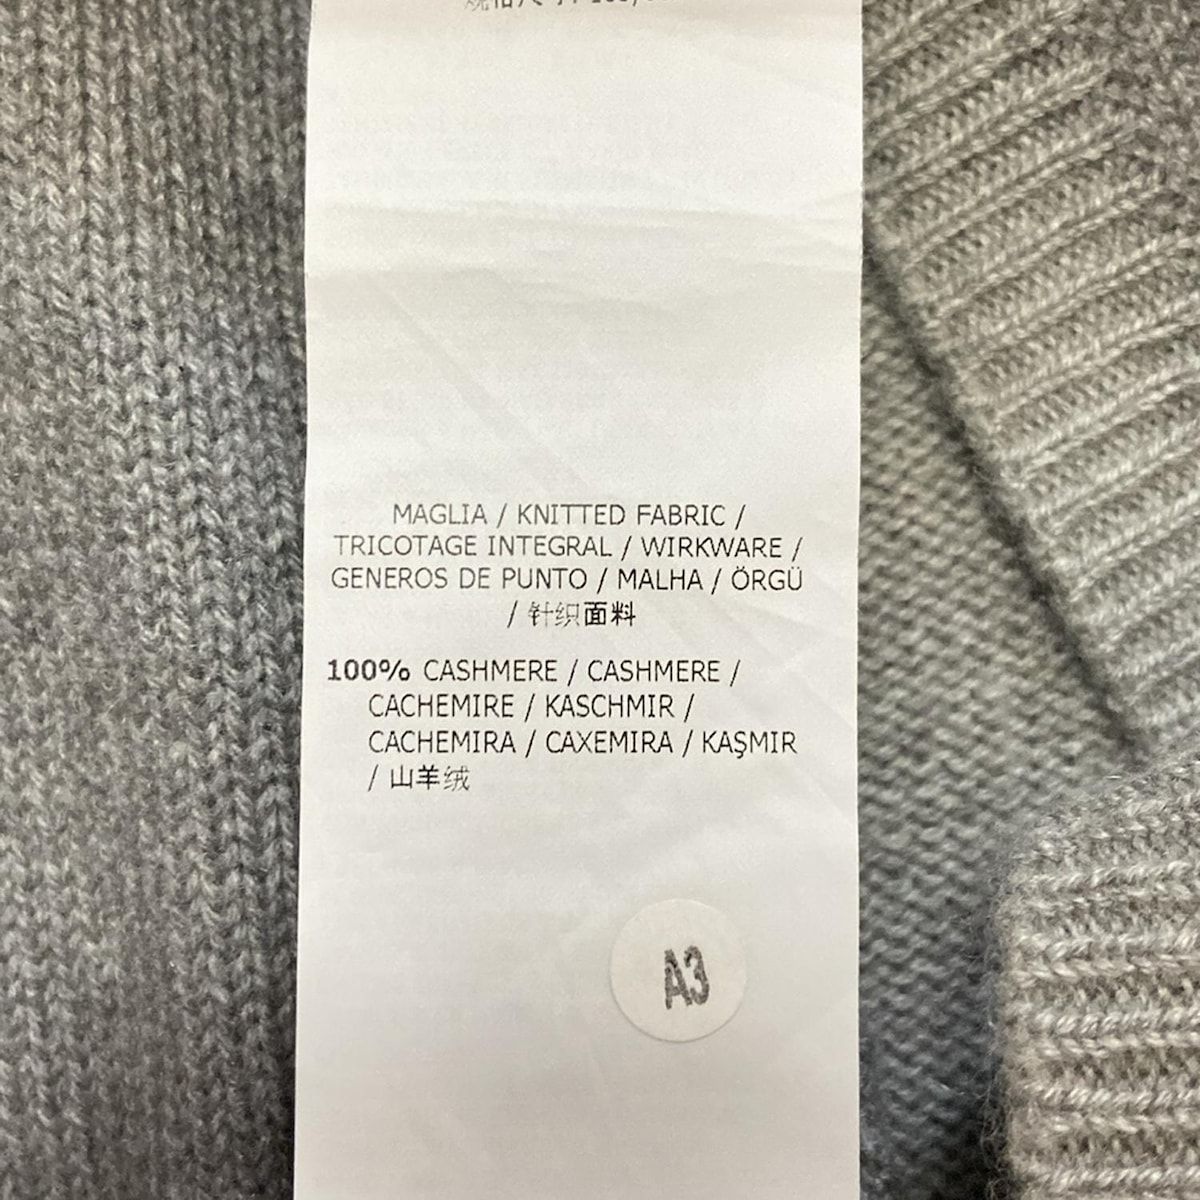 MAGLIA / KNITTED FABRIC /
TRICOTAGE INTEGRAL / WIRKWARE /
GENEROS DE PUNTO / MALHA / ÖRGÜ
/ 针织面料
100% CASHMERE / CASHMERE /
CACHEMIRE / KASCHMIR /
CACHEMIRA / CAXEMIRA / KAŞMIR
/ 山羊绒
A3